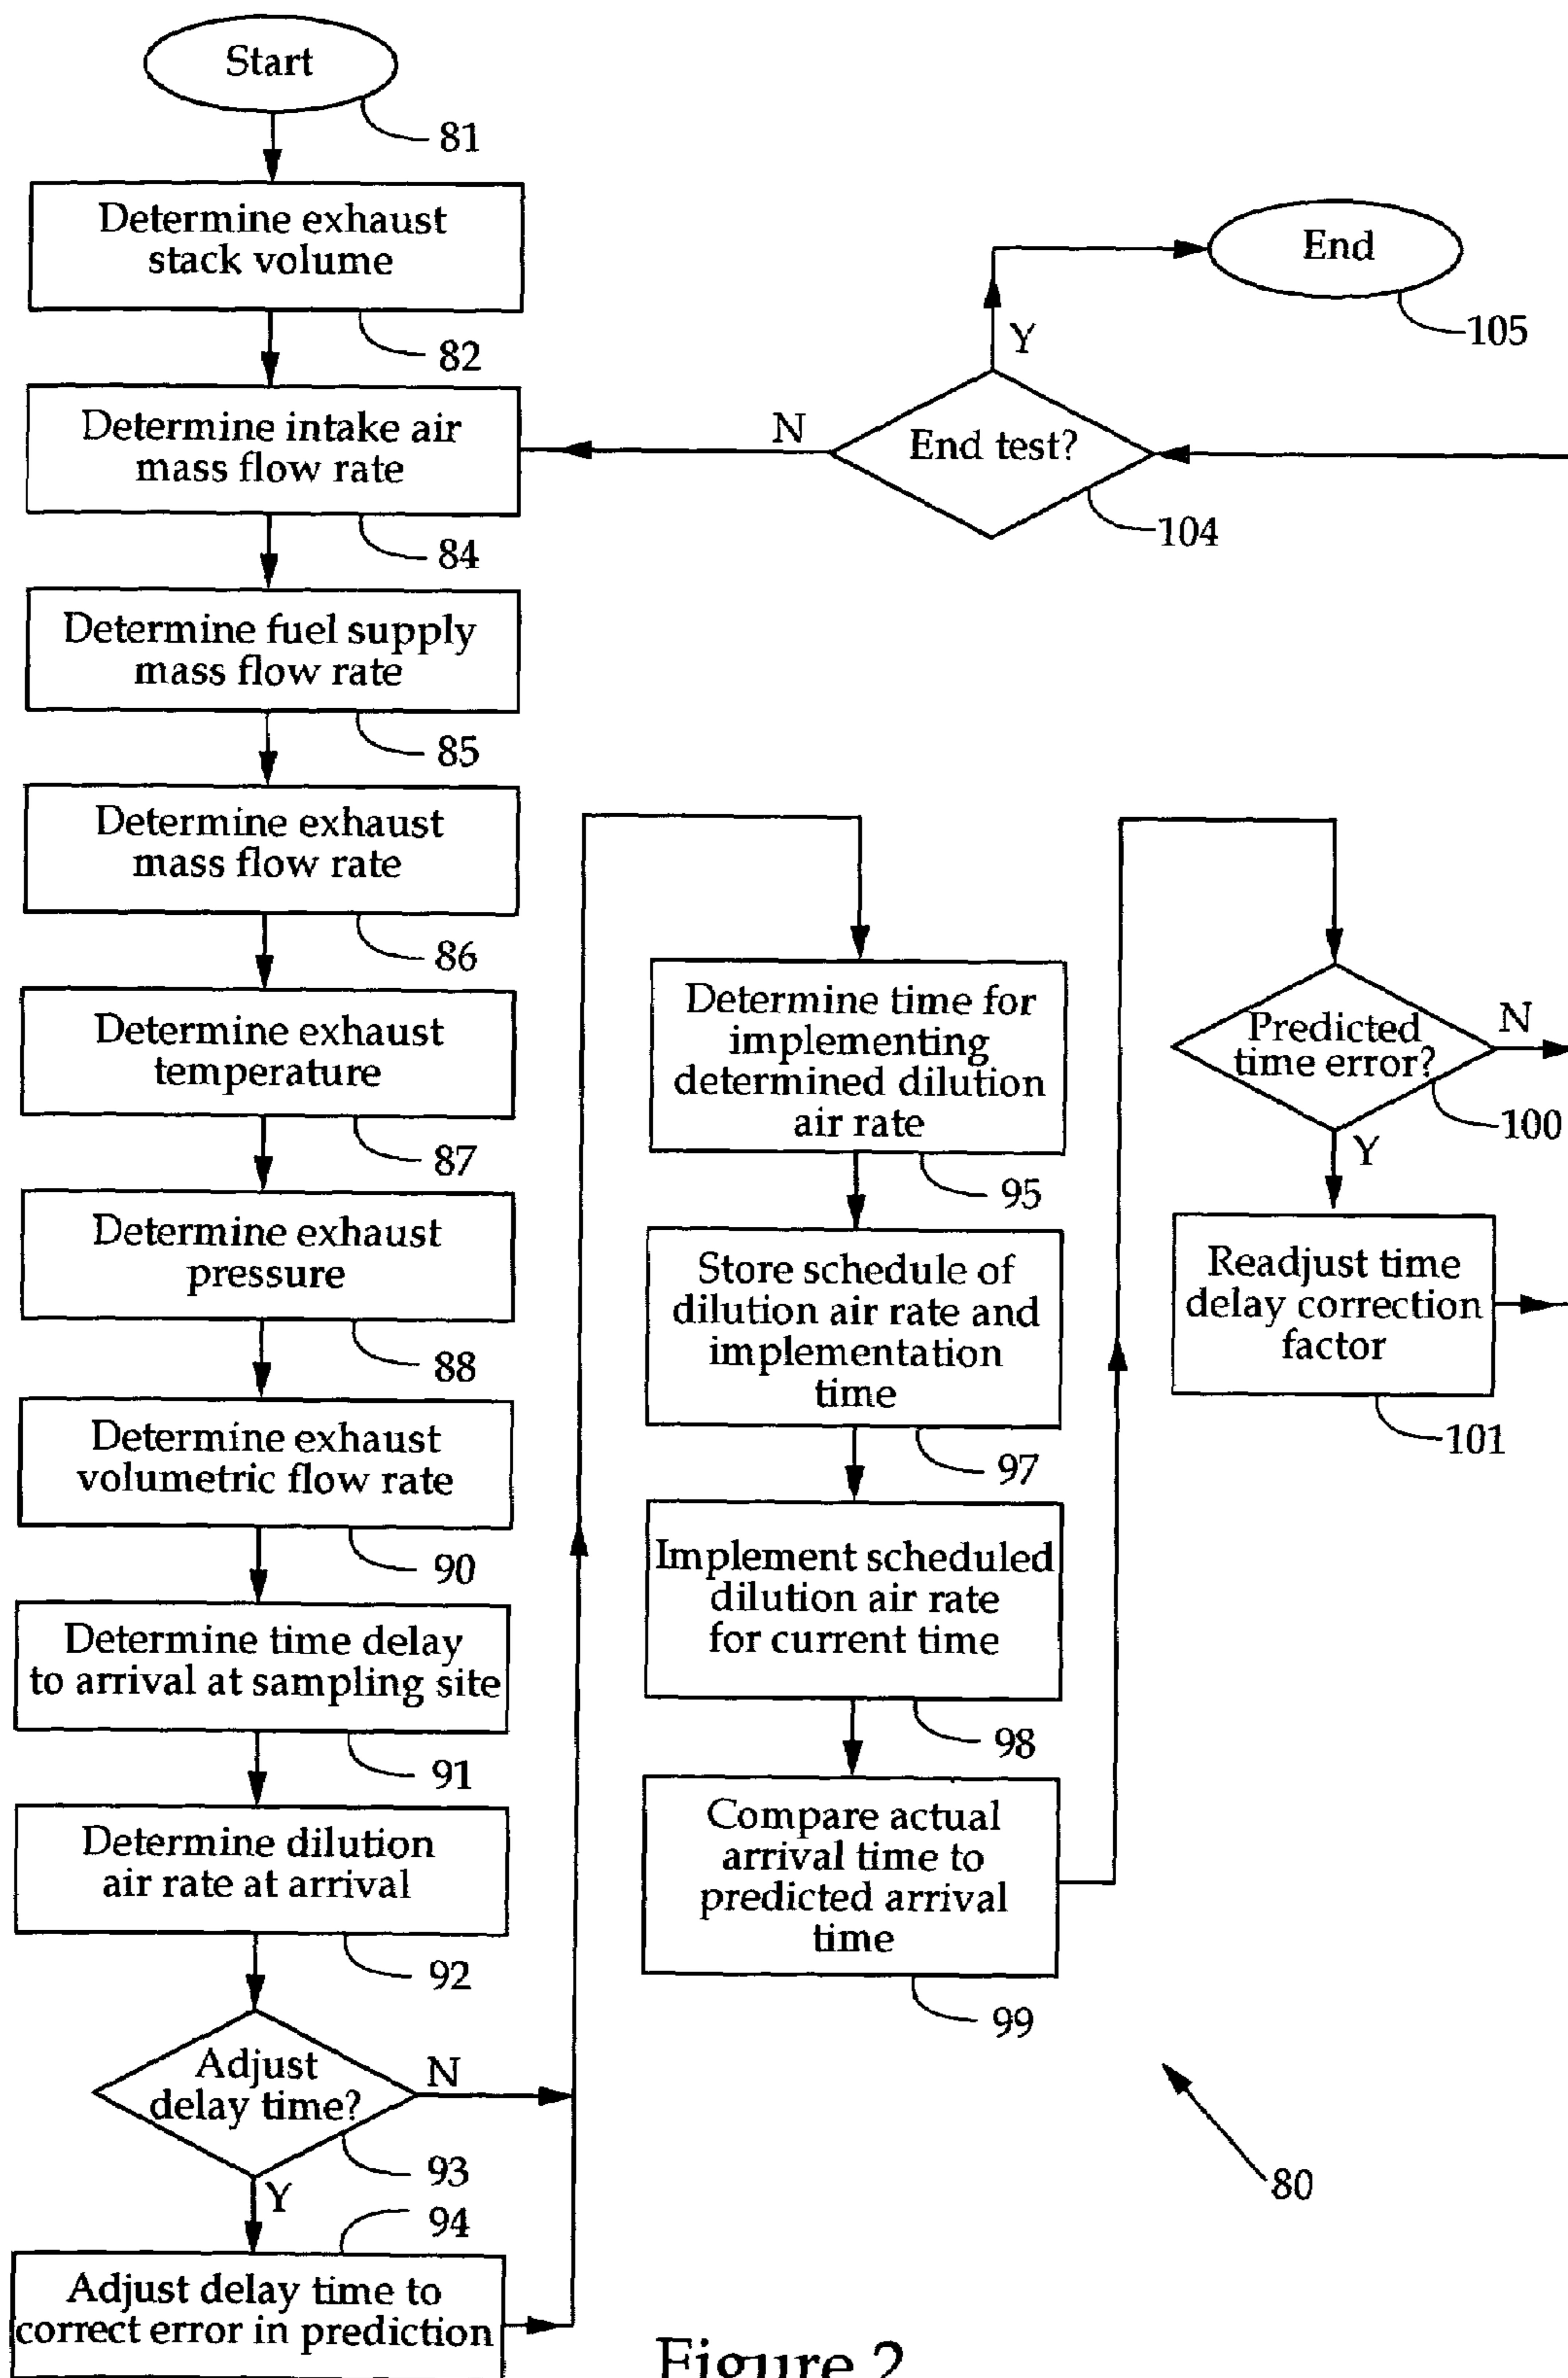 Start
81
Determine exhaust
stack volume
82
Determine intake air
mass flow rate
84
Determine fuel supply
mass flow rate
85
Determine exhaust
mass flow rate
86
Determine exhaust
temperature
87
Determine exhaust
pressure
88
Determine exhaust
volumetric flow rate
90
Determine time delay
to arrival at sampling site
91
Determine dilution
air rate at arrival
92
Adjust
delay time?
N
93
Y
94
Adjust delay time to
correct error in prediction
Determine time for
implementing
determined dilution
air rate
95
Store schedule of
dilution air rate and
implementation
time
97
Implement scheduled
dilution air rate
for current time
98
Compare actual
arrival time to
predicted arrival
time
99
Predicted
time error?
N
100
Y
Readjust time
delay correction
factor
101
End test?
N
Y
104
End
105
80
Figure 2